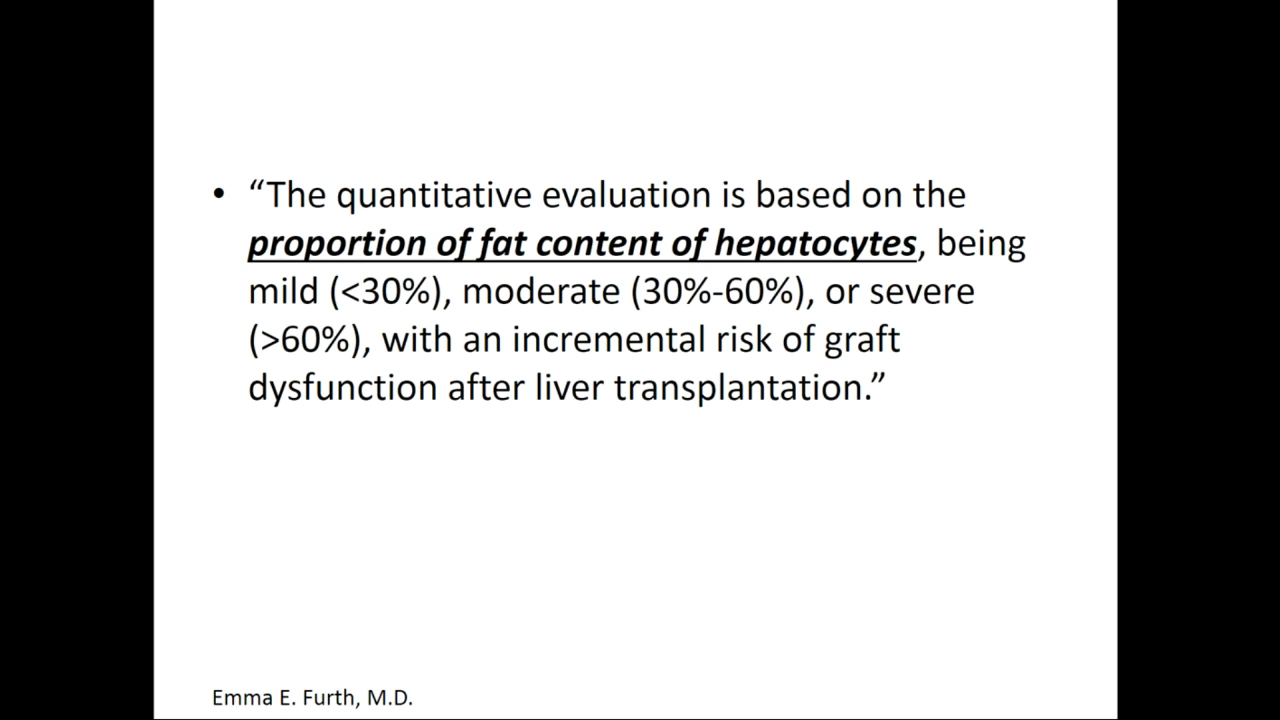 • “The quantitative evaluation is based on the
proportion of fat content of hepatocytes, being
mild (<30%), moderate (30%-60%), or severe
(>60%), with an incremental risk of graft
dysfunction after liver transplantation.”
Emma E. Furth, M.D.